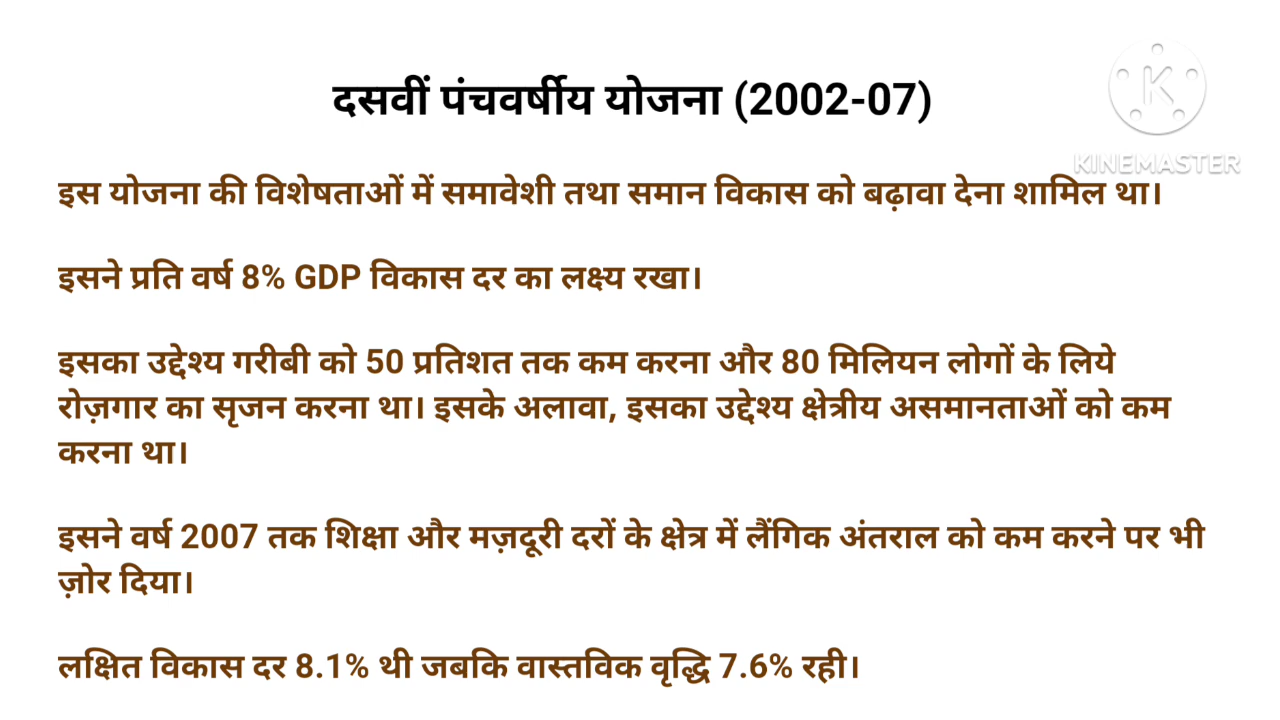 दसवीं पंचवर्षीय योजना (2002-07)
K
KINEMASTER
इस योजना की विशेषताओं में समावेशी तथा समान विकास को बढ़ावा देना शामिल था।
इसने प्रति वर्ष 8% GDP विकास दर का लक्ष्य रखा।
इसका उद्देश्य गरीबी को 50 प्रतिशत तक कम करना और 80 मिलियन लोगों के लिये
रोज़गार का सृजन करना था। इसके अलावा, इसका उद्देश्य क्षेत्रीय असमानताओं को कम
करना था।
इसने वर्ष 2007 तक शिक्षा और मज़दूरी दरों के क्षेत्र में लैंगिक अंतराल को कम करने पर भी
ज़ोर दिया।
लक्षित विकास दर 8.1% थी जबकि वास्तविक वृद्धि 7.6% रही।